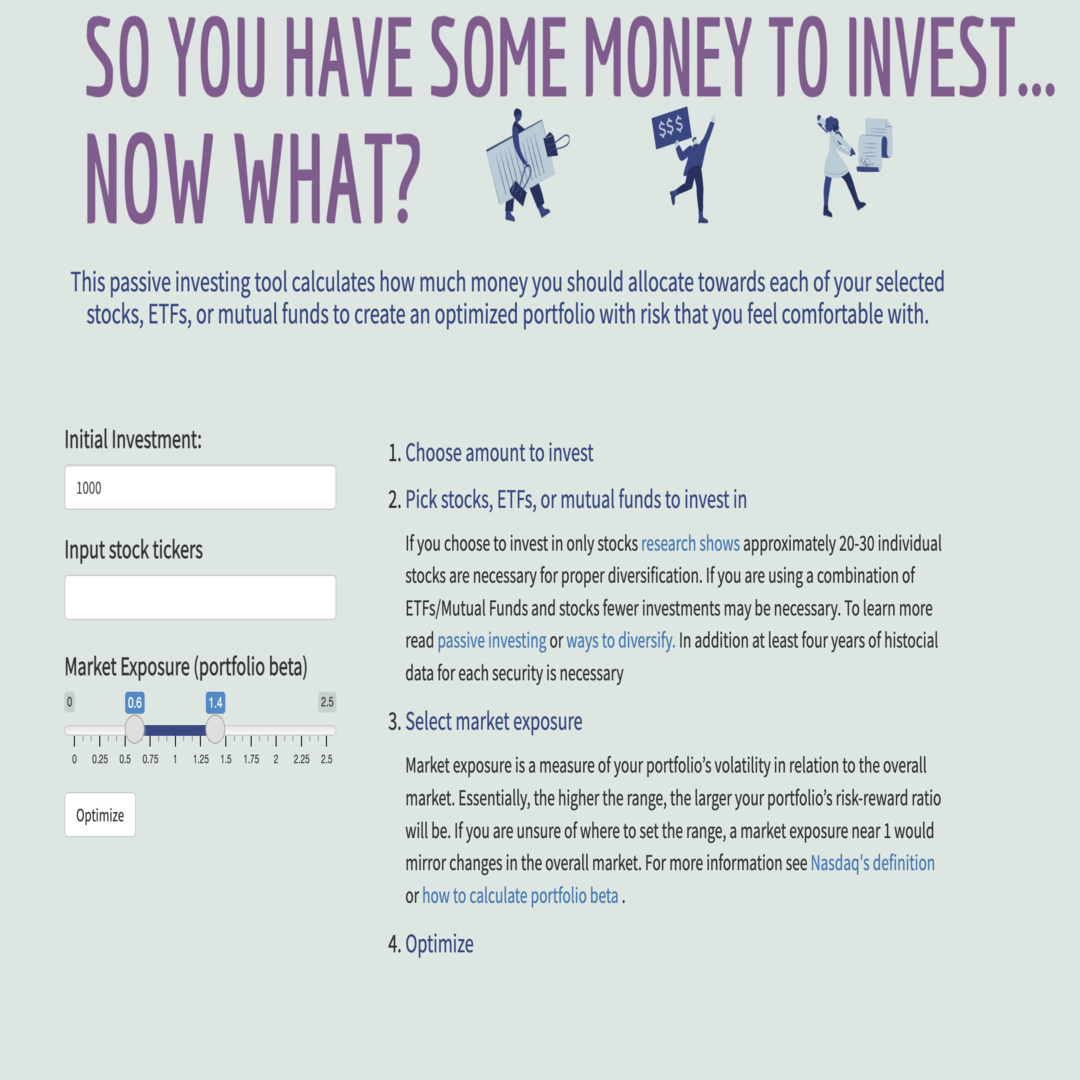 SO YOU HAVE SOME MONEY TO INVEST...
NOW WHAT?
$$$
This passive investing tool calculates how much money you should allocate towards each of your selected
stocks, ETFs, or mutual funds to create an optimized portfolio with risk that you feel comfortable with.
Initial Investment:
1000
Input stock tickers
Market Exposure (portfolio beta)
0 0.6 1.4 2.5
0 0.25 0.5 0.75 1 1.25 1.5 1.75 2 2.25 2.5
Optimize
1. Choose amount to invest
2. Pick stocks, ETFs, or mutual funds to invest in
If you choose to invest in only stocks research shows approximately 20-30 individual
stocks are necessary for proper diversification. If you are using a combination of
ETFs/Mutual Funds and stocks fewer investments may be necessary. To learn more
read passive investing or ways to diversify. In addition at least four years of histocial
data for each security is necessary
3. Select market exposure
Market exposure is a measure of your portfolio's volatility in relation to the overall
market. Essentially, the higher the range, the larger your portfolio's risk-reward ratio
will be. If you are unsure of where to set the range, a market exposure near 1 would
mirror changes in the overall market. For more information see Nasdaq's definition
or how to calculate portfolio beta .
4. Optimize